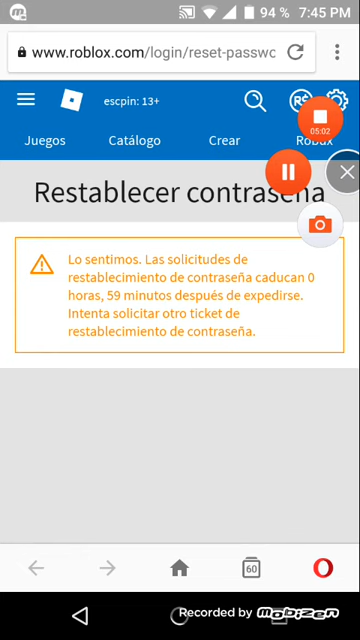 94 % 7:45 PM
www.roblox.com/login/reset-passwc
escpin: 13+
R$
05:02
Juegos Catálogo Crear Robux
Restablecer contraseña
Lo sentimos. Las solicitudes de
restablecimiento de contraseña caducan 0
horas, 59 minutos después de expedirse.
Intenta solicitar otro ticket de
restablecimiento de contraseña.
60
Recorded by mobizen